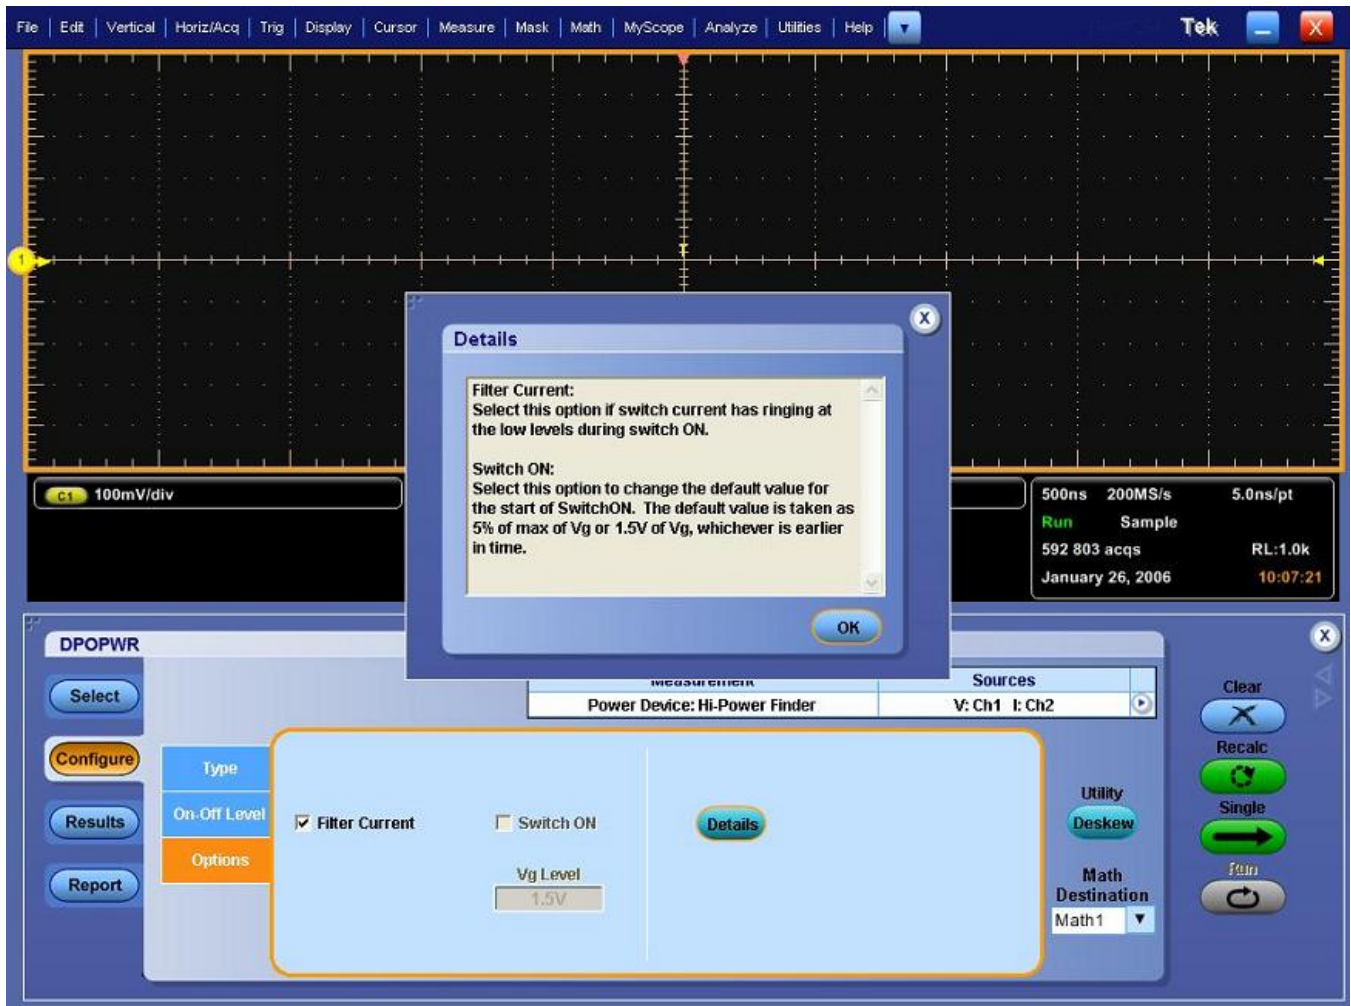 File | Edit | Vertical | Horiz/Acq | Trig | Display | Cursor | Measure | Mask | Math | MyScope | Analyze | Utilities | Help
Tek
X
1
T
Details
X
Filter Current:
Select this option if switch current has ringing at
the low levels during switch ON.
Switch ON:
Select this option to change the default value for
the start of SwitchON. The default value is taken as
5% of max of Vg or 1.5V of Vg, whichever is earlier
in time.
OK
C1 100mV/div
500ns 200MS/s 5.0ns/pt
Run Sample
592 803 acqs RL:1.0k
January 26, 2006 10:07:21
DPOPWR
X
Select
Configure
Results
Report
Measurement Sources
Power Device: Hi-Power Finder V: Ch1 I: Ch2
Type
On-Off Level
Options
Filter Current
Switch ON
Vg Level
1.5V
Details
Utility
Deskew
Math
Destination
Math1
Clear
Recalc
Single
Run